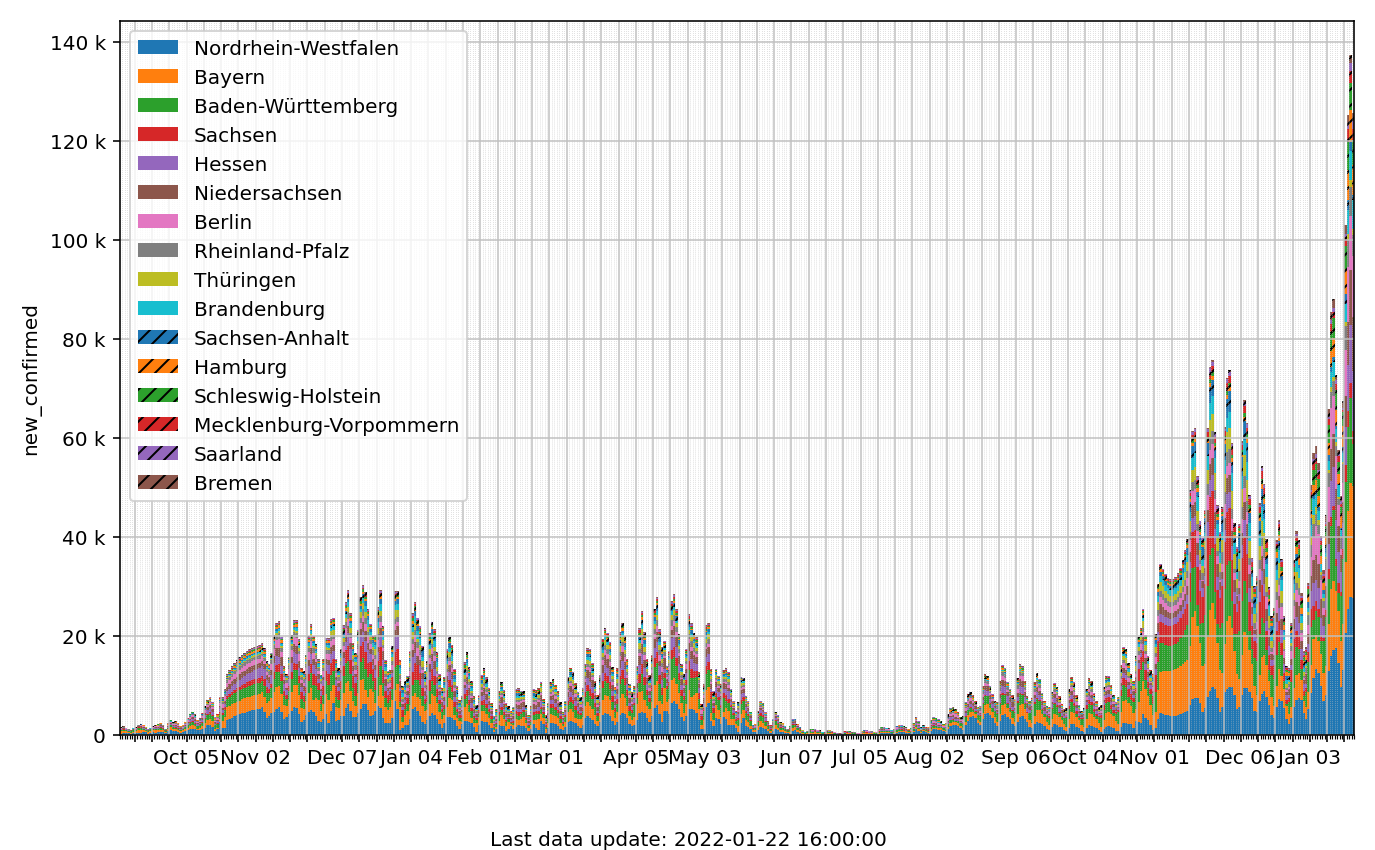 140 k
120 k
100 k
80 k
60 k
40 k
20 k
0
new_confirmed
Nordrhein-Westfalen
Bayern
Baden-Württemberg
Sachsen
Hessen
Niedersachsen
Berlin
Rheinland-Pfalz
Thüringen
Brandenburg
Sachsen-Anhalt
Hamburg
Schleswig-Holstein
Mecklenburg-Vorpommern
Saarland
Bremen
Oct 05 Nov 02 Dec 07 Jan 04 Feb 01 Mar 01 Apr 05 May 03 Jun 07 Jul 05 Aug 02 Sep 06 Oct 04 Nov 01 Dec 06 Jan 03
Last data update: 2022-01-22 16:00:00